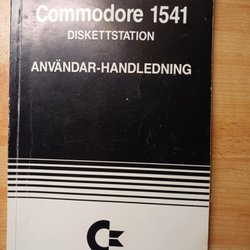 Commodore 1541
DISKETTSTATION
ANVÄNDAR-HANDLEDNING